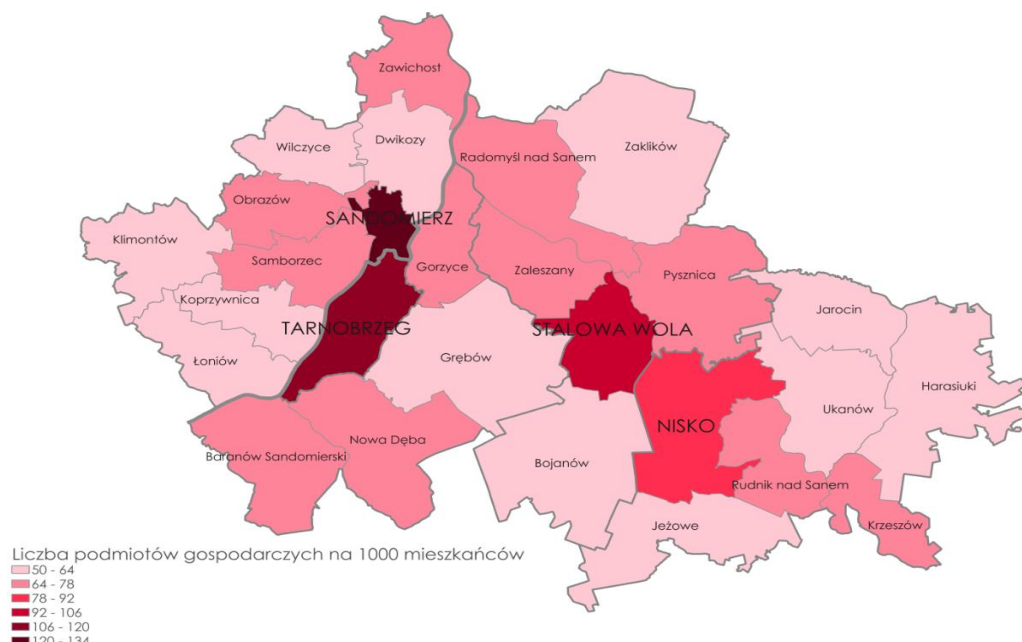 Zawichost
Dwikozy
Wilczyce
Radomyśl nad Sanem
Zaklików
Obrazów
SANDOMIERZ
Klimontów
Samborzec
Gorzyce
Zaleszany
Pysznica
Koprzywnica
Jarocin
TARNOBRZEG
STALOWA WOLA
Łoniów
Grębów
Harasiuki
Ukanów
NISKO
Nowa Dęba
Baranów Sandomierski
Bojanów
Rudnik nad Sanem
Jeżowe
Krzeszów
Liczba podmiotów gospodarczych na 1000 mieszkańców
50 - 64
64 - 78
78 - 92
92 - 106
106 - 120
120 - 134